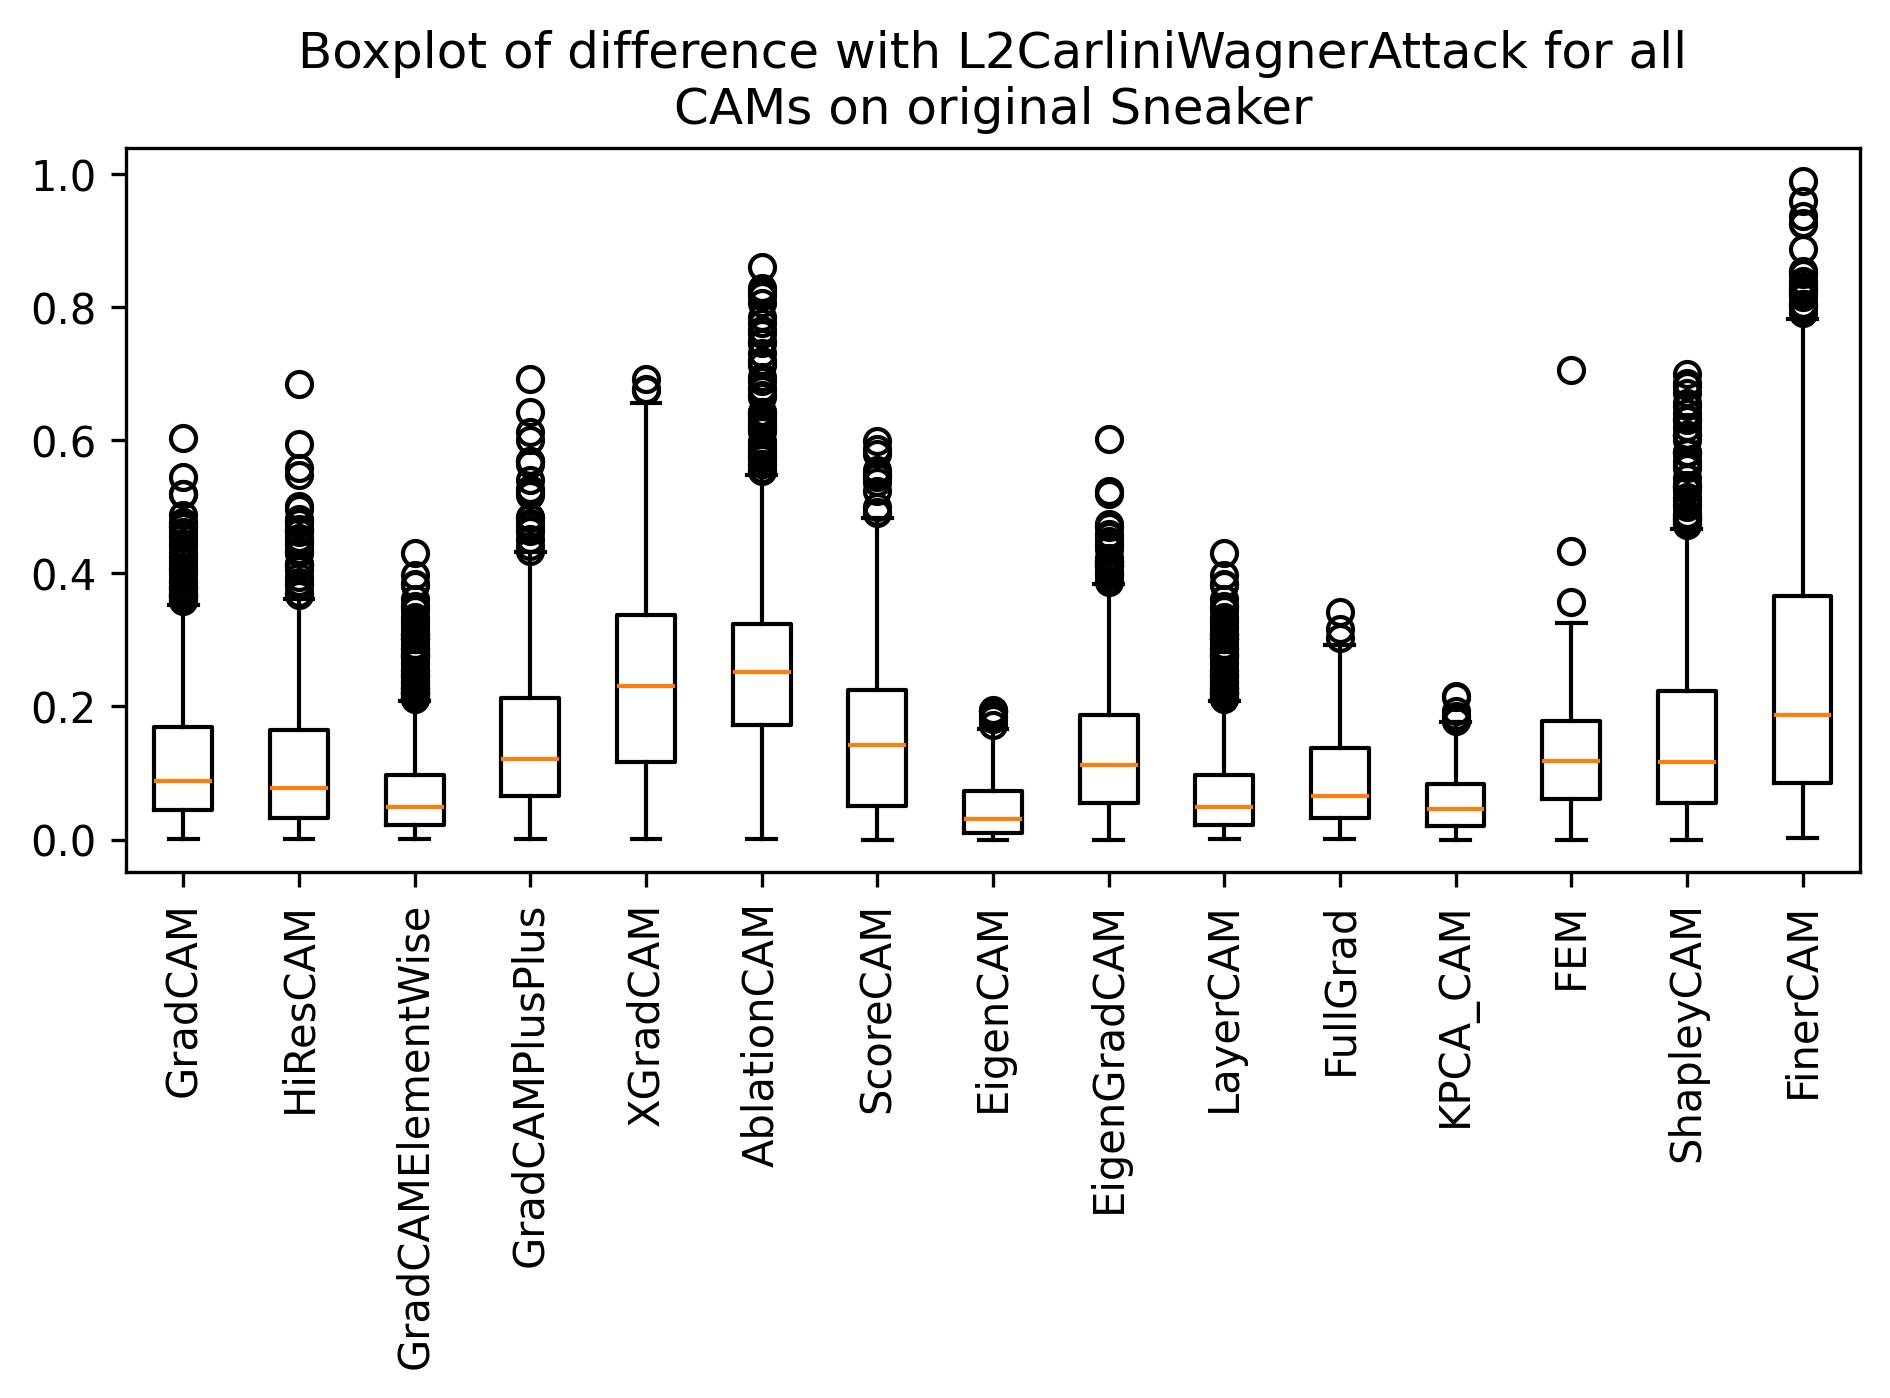 Boxplot of difference with L2CarliniWagnerAttack for all
CAMs on original Sneaker
1.0
0.8
0.6
0.4
0.2
0.0
GradCAM
HiResCAM
GradCAMElementWise
GradCAMPlusPlus
XGradCAM
AblationCAM
ScoreCAM
EigenCAM
EigenGradCAM
LayerCAM
FullGrad
KPCA_CAM
FEM
ShapleyCAM
FinerCAM